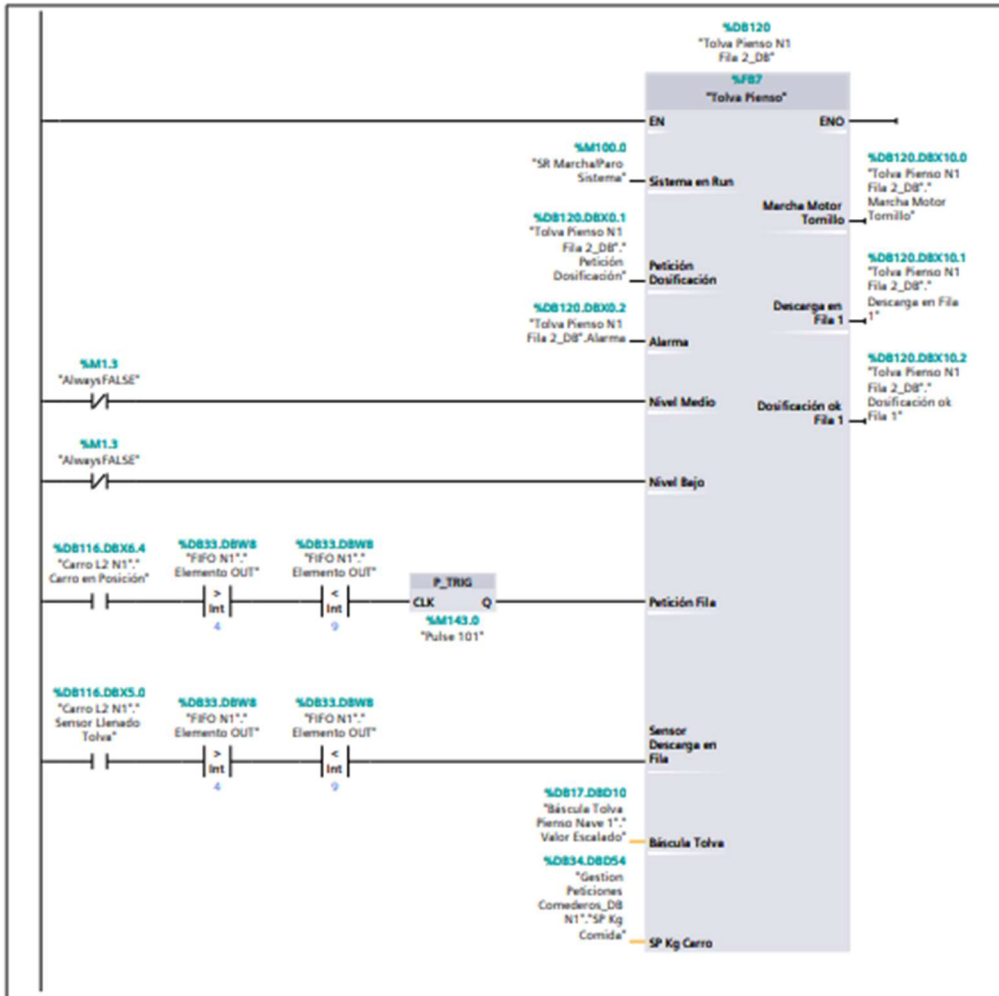 %DB120
"Tolva Pienso N1
Fila 2_DB"
%FB7
"Tolva Pienso"
EN
ENO
%M100.0
"SR Marcha/Paro
Sistema"
Sistema en Run
%DB120.DBX10.0
"Tolva Pienso N1
Fila 2_DB"."
Marcha Motor
Tornillo"
Marcha Motor
Tornillo
%DB120.DBX0.1
"Tolva Pienso N1
Fila 2_DB"."
Petición
Dosificación"
Petición
Dosificación
%DB120.DBX10.1
"Tolva Pienso N1
Fila 2_DB"."
Descarga en Fila
1"
Descarga en
Fila 1
%DB120.DBX0.2
"Tolva Pienso N1
Fila 2_DB".Alarma
Alarma
%DB120.DBX10.2
"Tolva Pienso N1
Fila 2_DB"."
Dosificación ok
Fila 1"
Dosificación ok
Fila 1
%M1.3
"AlwaysFALSE"
Nivel Medio
%M1.3
"AlwaysFALSE"
Nivel Bajo
%DB116.DBX6.4
"Carro L2 N1"."
Carro en Posición"
%DB33.DBW8
"FIFO N1"."
Elemento OUT"
>
Int
4
%DB33.DBW8
"FIFO N1"."
Elemento OUT"
<
Int
9
P_TRIG
CLK
Q
%M143.0
"Pulse 101"
Petición Fila
%DB116.DBX5.0
"Carro L2 N1"."
Sensor Llenado
Tolva"
%DB33.DBW8
"FIFO N1"."
Elemento OUT"
>
Int
4
%DB33.DBW8
"FIFO N1"."
Elemento OUT"
<
Int
9
Sensor
Descarga en
Fila
%DB17.DBD10
"Báscula Tolva
Pienso Nave 1"."
Valor Escalado"
Báscula Tolva
%DB34.DBD54
"Gestion
Peticiones
Comederos_DB
N1"."SP Kg
Comida"
SP Kg Carro